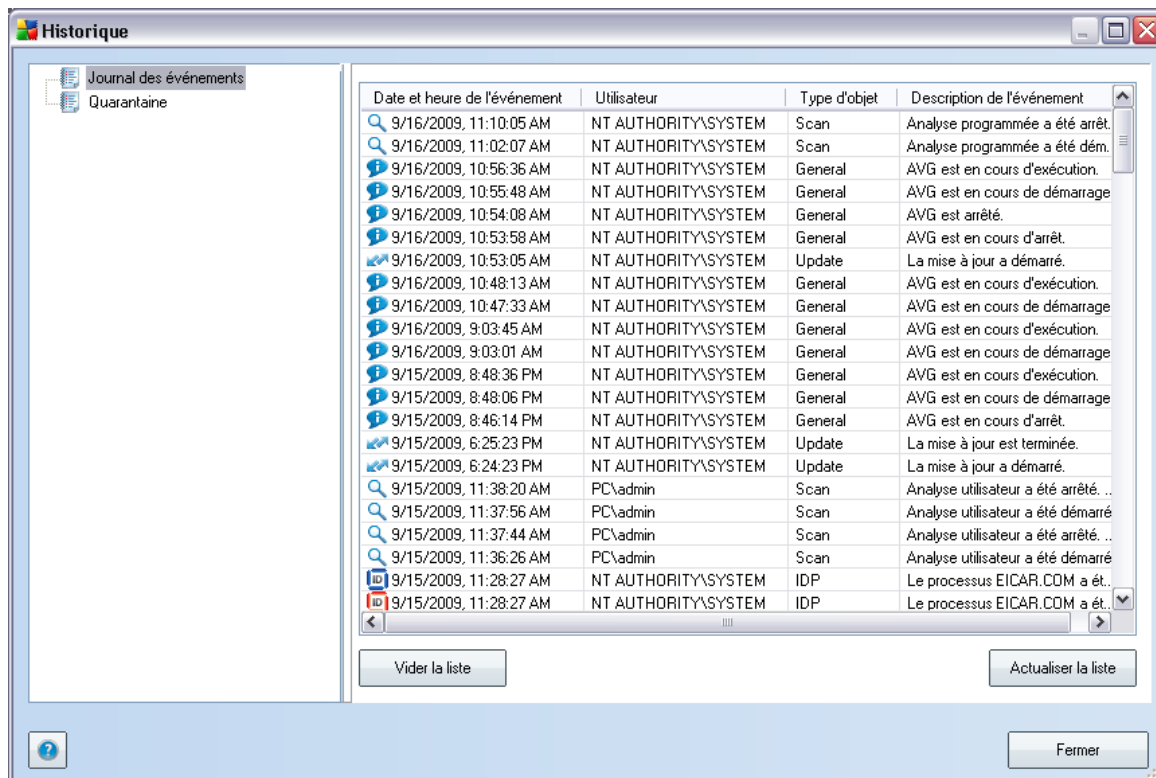 Historique
Journal des événements
Quarantaine
Date et heure de l'événement Utilisateur Type d'objet Description de l'événement
9/16/2009, 11:10:05 AM NT AUTHORITY\SYSTEM Scan Analyse programmée a été arrêt.
9/16/2009, 11:02:07 AM NT AUTHORITY\SYSTEM Scan Analyse programmée a été dém.
9/16/2009, 10:56:36 AM NT AUTHORITY\SYSTEM General AVG est en cours d'exécution.
9/16/2009, 10:55:48 AM NT AUTHORITY\SYSTEM General AVG est en cours de démarrage
9/16/2009, 10:54:08 AM NT AUTHORITY\SYSTEM General AVG est arrêté.
9/16/2009, 10:53:58 AM NT AUTHORITY\SYSTEM General AVG est en cours d'arrêt.
9/16/2009, 10:53:05 AM NT AUTHORITY\SYSTEM Update La mise à jour a démarré.
9/16/2009, 10:48:13 AM NT AUTHORITY\SYSTEM General AVG est en cours d'exécution.
9/16/2009, 10:47:33 AM NT AUTHORITY\SYSTEM General AVG est en cours de démarrage
9/16/2009, 9:03:45 AM NT AUTHORITY\SYSTEM General AVG est en cours d'exécution.
9/16/2009, 9:03:01 AM NT AUTHORITY\SYSTEM General AVG est en cours de démarrage
9/15/2009, 8:48:36 PM NT AUTHORITY\SYSTEM General AVG est en cours d'exécution.
9/15/2009, 8:48:06 PM NT AUTHORITY\SYSTEM General AVG est en cours de démarrage
9/15/2009, 8:46:14 PM NT AUTHORITY\SYSTEM General AVG est en cours d'arrêt.
9/15/2009, 6:25:23 PM NT AUTHORITY\SYSTEM Update La mise à jour est terminée.
9/15/2009, 6:24:23 PM NT AUTHORITY\SYSTEM Update La mise à jour a démarré.
9/15/2009, 11:38:20 AM PC\admin Scan Analyse utilisateur a été arrêté. ..
9/15/2009, 11:37:56 AM PC\admin Scan Analyse utilisateur a été démarré
9/15/2009, 11:37:44 AM PC\admin Scan Analyse utilisateur a été arrêté. ..
9/15/2009, 11:36:26 AM PC\admin Scan Analyse utilisateur a été démarré
ID 9/15/2009, 11:28:27 AM NT AUTHORITY\SYSTEM IDP Le processus EICAR.COM a ét..
ID 9/15/2009, 11:28:27 AM NT AUTHORITY\SYSTEM IDP Le processus EICAR.COM a ét..
Vider la liste Actualiser la liste
? Fermer